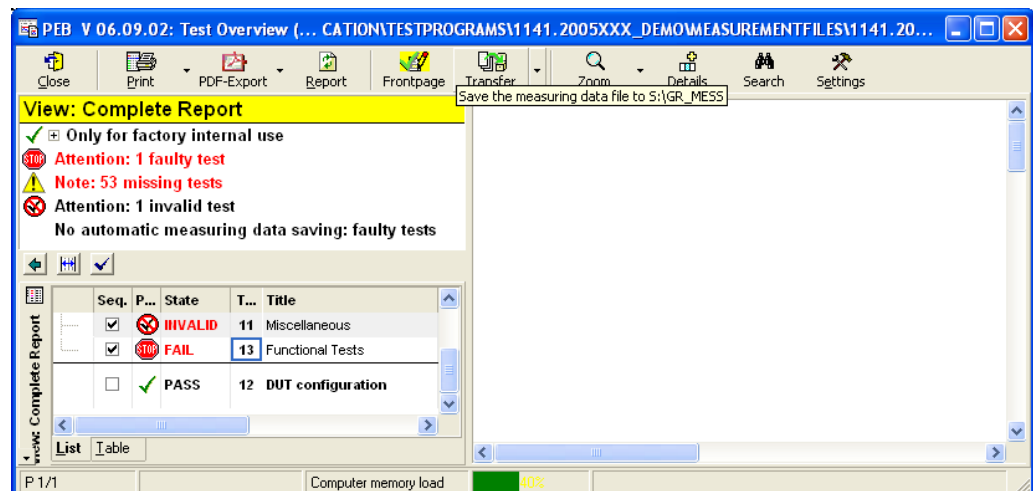 PEB V 06.09.02: Test Overview (... CATION\TESTPROGRAMS\1141.2005XXX_DEMO\MEASUREMENTFILES\1141.20...
Close Print PDF-Export Report Frontpage Transfer Zoom Details Search Settings
Save the measuring data file to S:\GR_MESS
View: Complete Report
Only for factory internal use
STOP Attention: 1 faulty test
Note: 53 missing tests
Attention: 1 invalid test
No automatic measuring data saving: faulty tests
Seq. P... State T... Title
INVALID 11 Miscellaneous
STOP FAIL 13 Functional Tests
PASS 12 DUT configuration
View: Complete Report
List Table
P 1/1 Computer memory load 40%